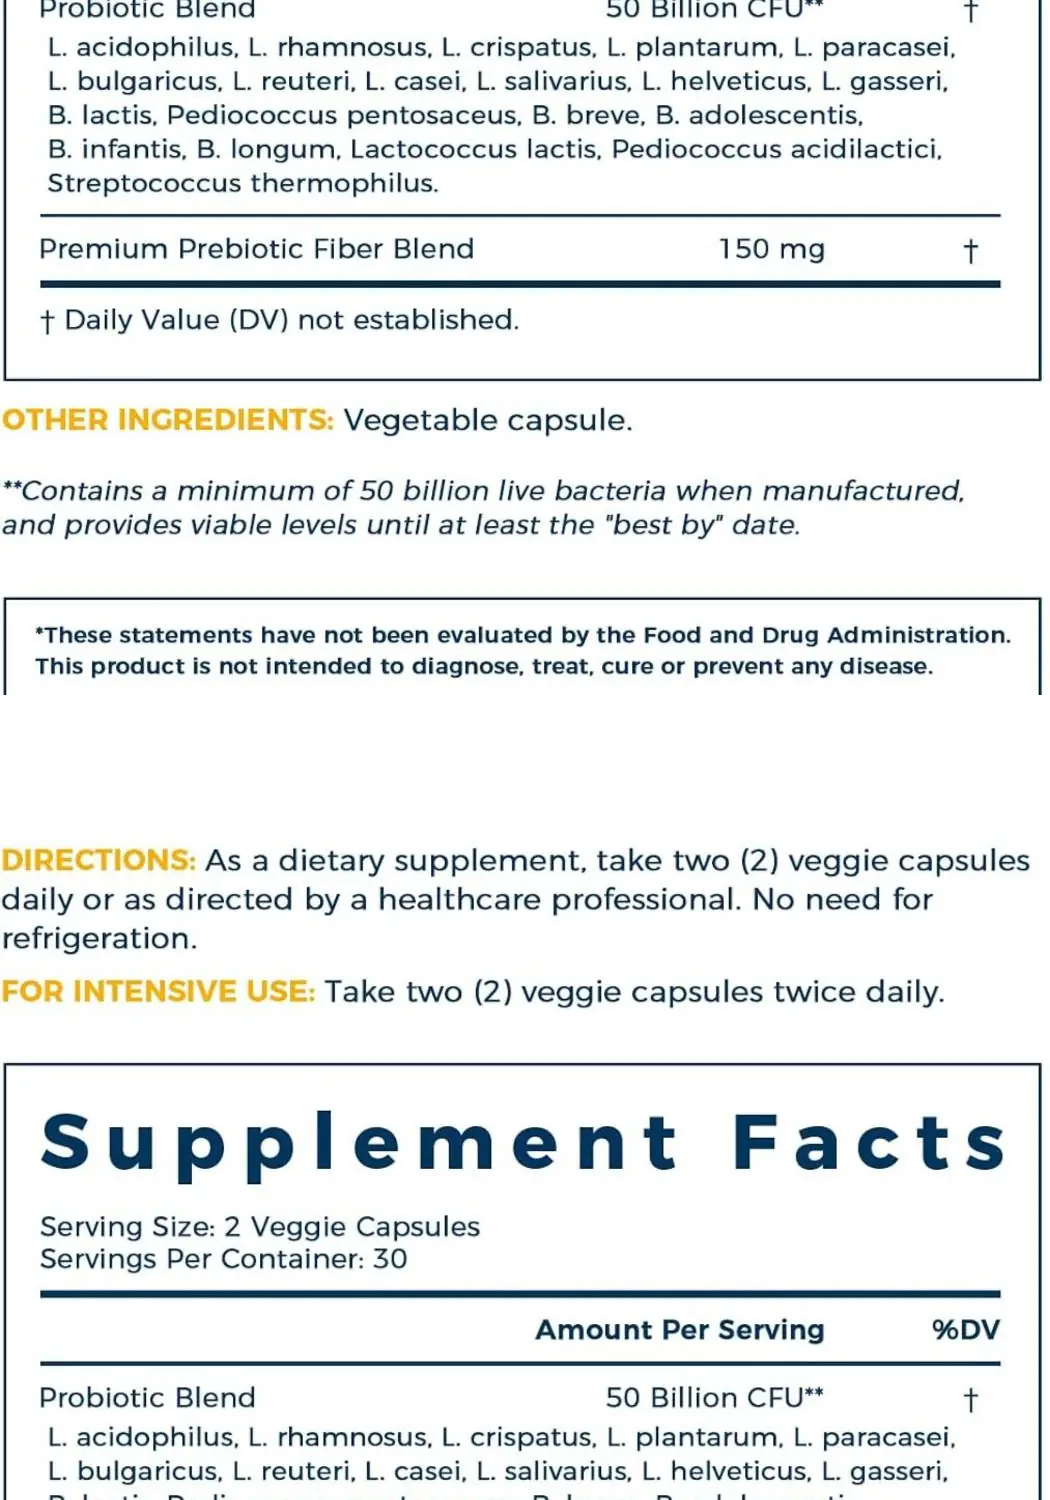 Probiotic Blend 50 Billion CFU** †
L. acidophilus, L. rhamnosus, L. crispatus, L. plantarum, L. paracasei,
L. bulgaricus, L. reuteri, L. casei, L. salivarius, L. helveticus, L. gasseri,
B. lactis, Pediococcus pentosaceus, B. breve, B. adolescentis,
B. infantis, B. longum, Lactococcus lactis, Pediococcus acidilactici,
Streptococcus thermophilus.
Premium Prebiotic Fiber Blend 150 mg †
† Daily Value (DV) not established.
OTHER INGREDIENTS: Vegetable capsule.
**Contains a minimum of 50 billion live bacteria when manufactured,
and provides viable levels until at least the "best by" date.
*These statements have not been evaluated by the Food and Drug Administration.
This product is not intended to diagnose, treat, cure or prevent any disease.
DIRECTIONS: As a dietary supplement, take two (2) veggie capsules
daily or as directed by a healthcare professional. No need for
refrigeration.
FOR INTENSIVE USE: Take two (2) veggie capsules twice daily.
Supplement Facts
Serving Size: 2 Veggie Capsules
Servings Per Container: 30
Amount Per Serving %DV
Probiotic Blend 50 Billion CFU** †
L. acidophilus, L. rhamnosus, L. crispatus, L. plantarum, L. paracasei,
L. bulgaricus, L. reuteri, L. casei, L. salivarius, L. helveticus, L. gasseri,